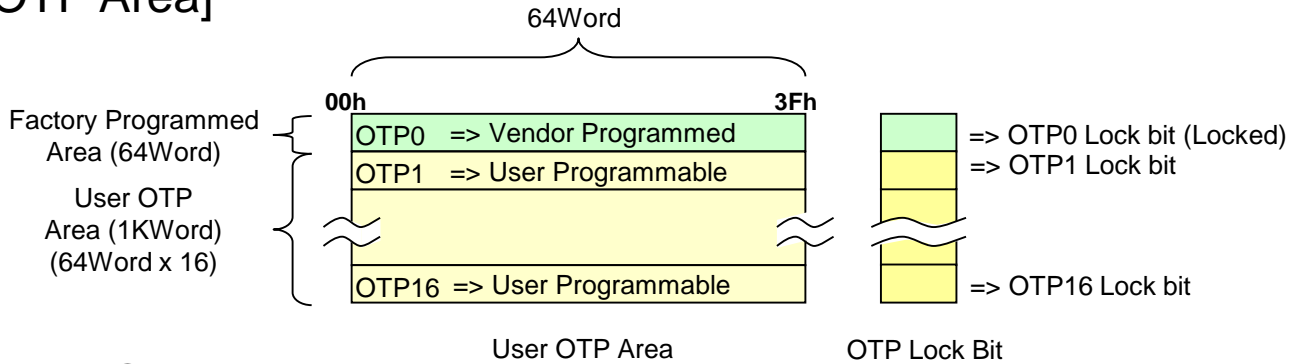 OTP Area]
64Word
00h
3Fh
Factory Programmed
Area (64Word)
OTP0 => Vendor Programmed
=> OTP0 Lock bit (Locked)
OTP1 => User Programmable
=> OTP1 Lock bit
User OTP
Area (1KWord)
(64Word x 16)
OTP16 => User Programmable
=> OTP16 Lock bit
User OTP Area
OTP Lock Bit